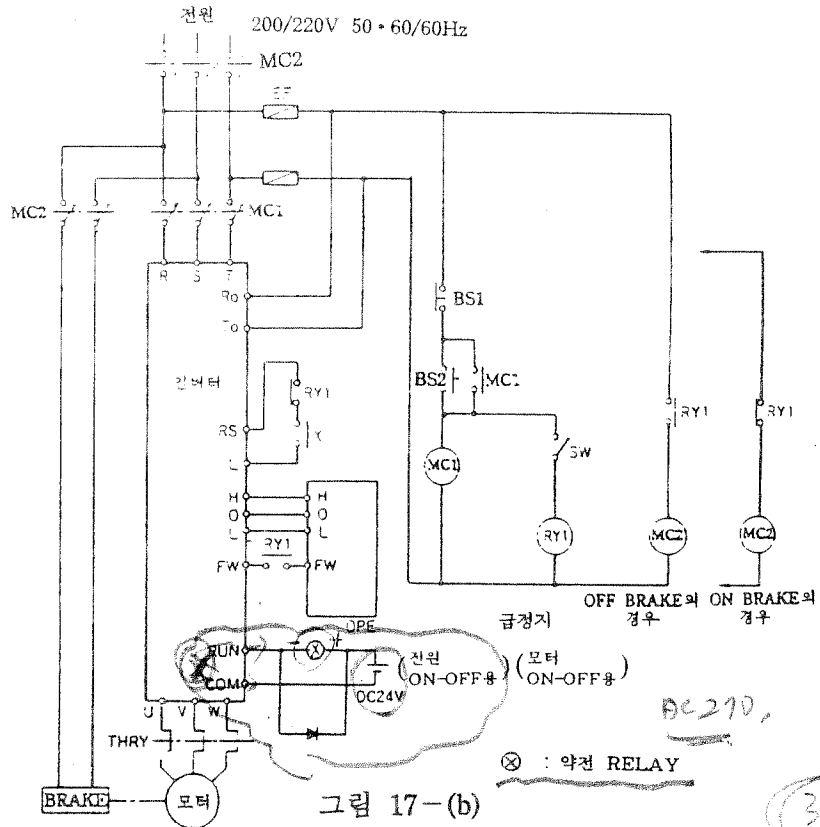 전원
200/220V 50・60/60Hz
MC2
EF
MC2
MC1
R S T
Ro
To
BS1
BS2 MC1
인버터
RY1
RS
X
L
SW
RY1 RY1
MC1
H H
O O
L L
RY1
FW FW
RY1 MC2 MC2
DPE
급정지
OFF BRAKE의 경우
ON BRAKE의 경우
RUN - +
COM
DC24V
(전원 ON-OFF용)
(모터 ON-OFF용)
U V W
THRY
⊗ : 약전 RELAY
BRAKE
모터
그림 17-(b)
3